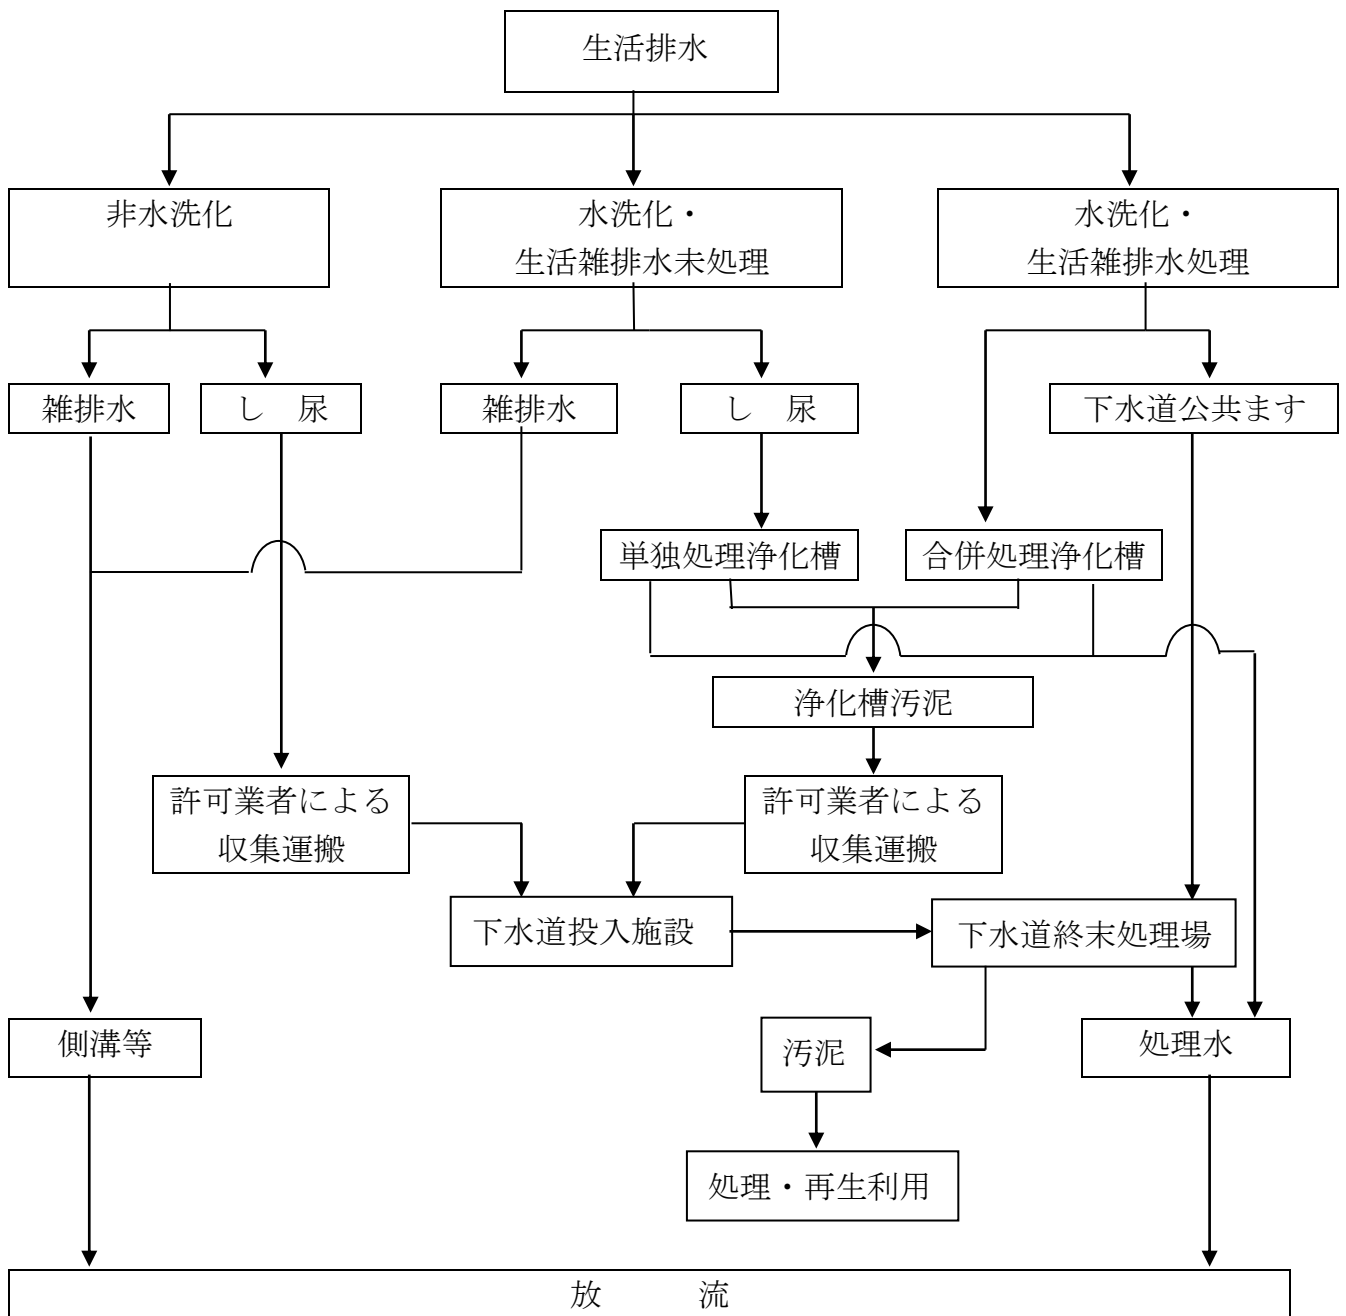 生活排水
非水洗化
水洗化・
生活雑排水未処理
水洗化・
生活雑排水処理
雑排水
し　尿
雑排水
し　尿
下水道公共ます
単独処理浄化槽
合併処理浄化槽
浄化槽汚泥
許可業者による
収集運搬
許可業者による
収集運搬
下水道投入施設
下水道終末処理場
側溝等
汚泥
処理水
処理・再生利用
放　　　流